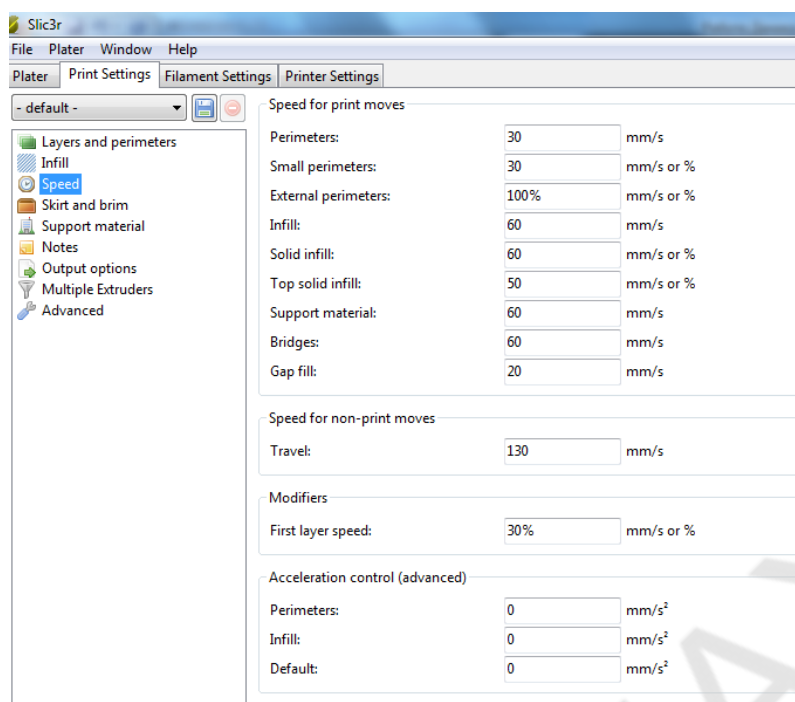 Slic3r
File Plater Window Help
Plater Print Settings Filament Settings Printer Settings
- default -
Layers and perimeters
Infill
Speed
Skirt and brim
Support material
Notes
Output options
Multiple Extruders
Advanced
Speed for print moves
Perimeters: 30 mm/s
Small perimeters: 30 mm/s or %
External perimeters: 100% mm/s or %
Infill: 60 mm/s
Solid infill: 60 mm/s or %
Top solid infill: 50 mm/s or %
Support material: 60 mm/s
Bridges: 60 mm/s
Gap fill: 20 mm/s
Speed for non-print moves
Travel: 130 mm/s
Modifiers
First layer speed: 30% mm/s or %
Acceleration control (advanced)
Perimeters: 0 mm/s²
Infill: 0 mm/s²
Default: 0 mm/s²